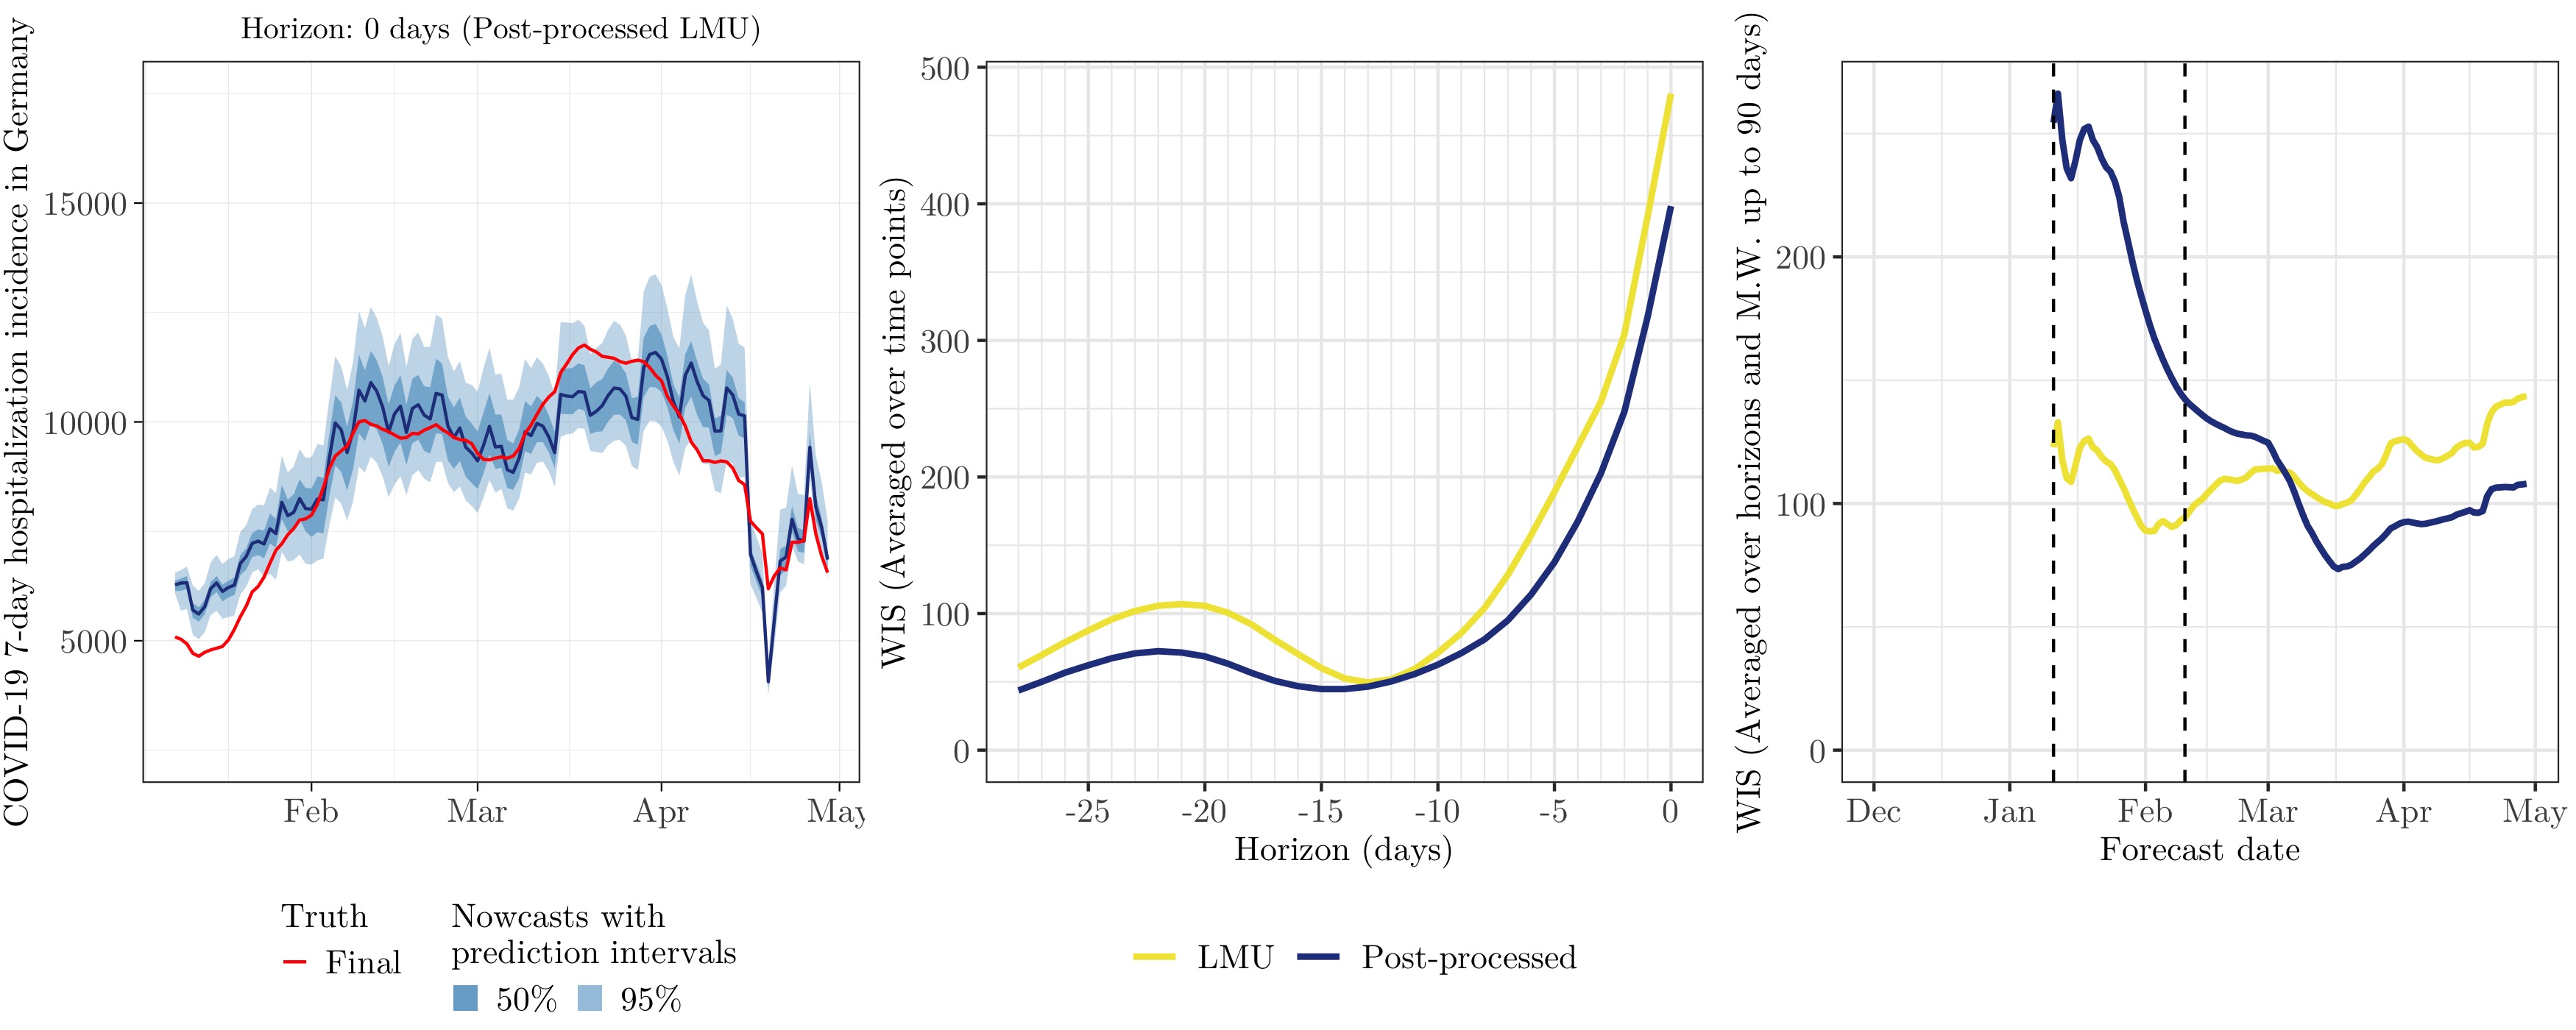 Horizon: 0 days (Post-processed LMU)
COVID-19 7-day hospitalization incidence in Germany
15000
10000
5000
Feb Mar Apr May
Truth
Final
Nowcasts with
prediction intervals
50% 95%
WIS (Averaged over time points)
500
400
300
200
100
0
-25 -20 -15 -10 -5 0
Horizon (days)
LMU Post-processed
WIS (Averaged over horizons and M.W. up to 90 days)
200
100
0
Dec Jan Feb Mar Apr May
Forecast date